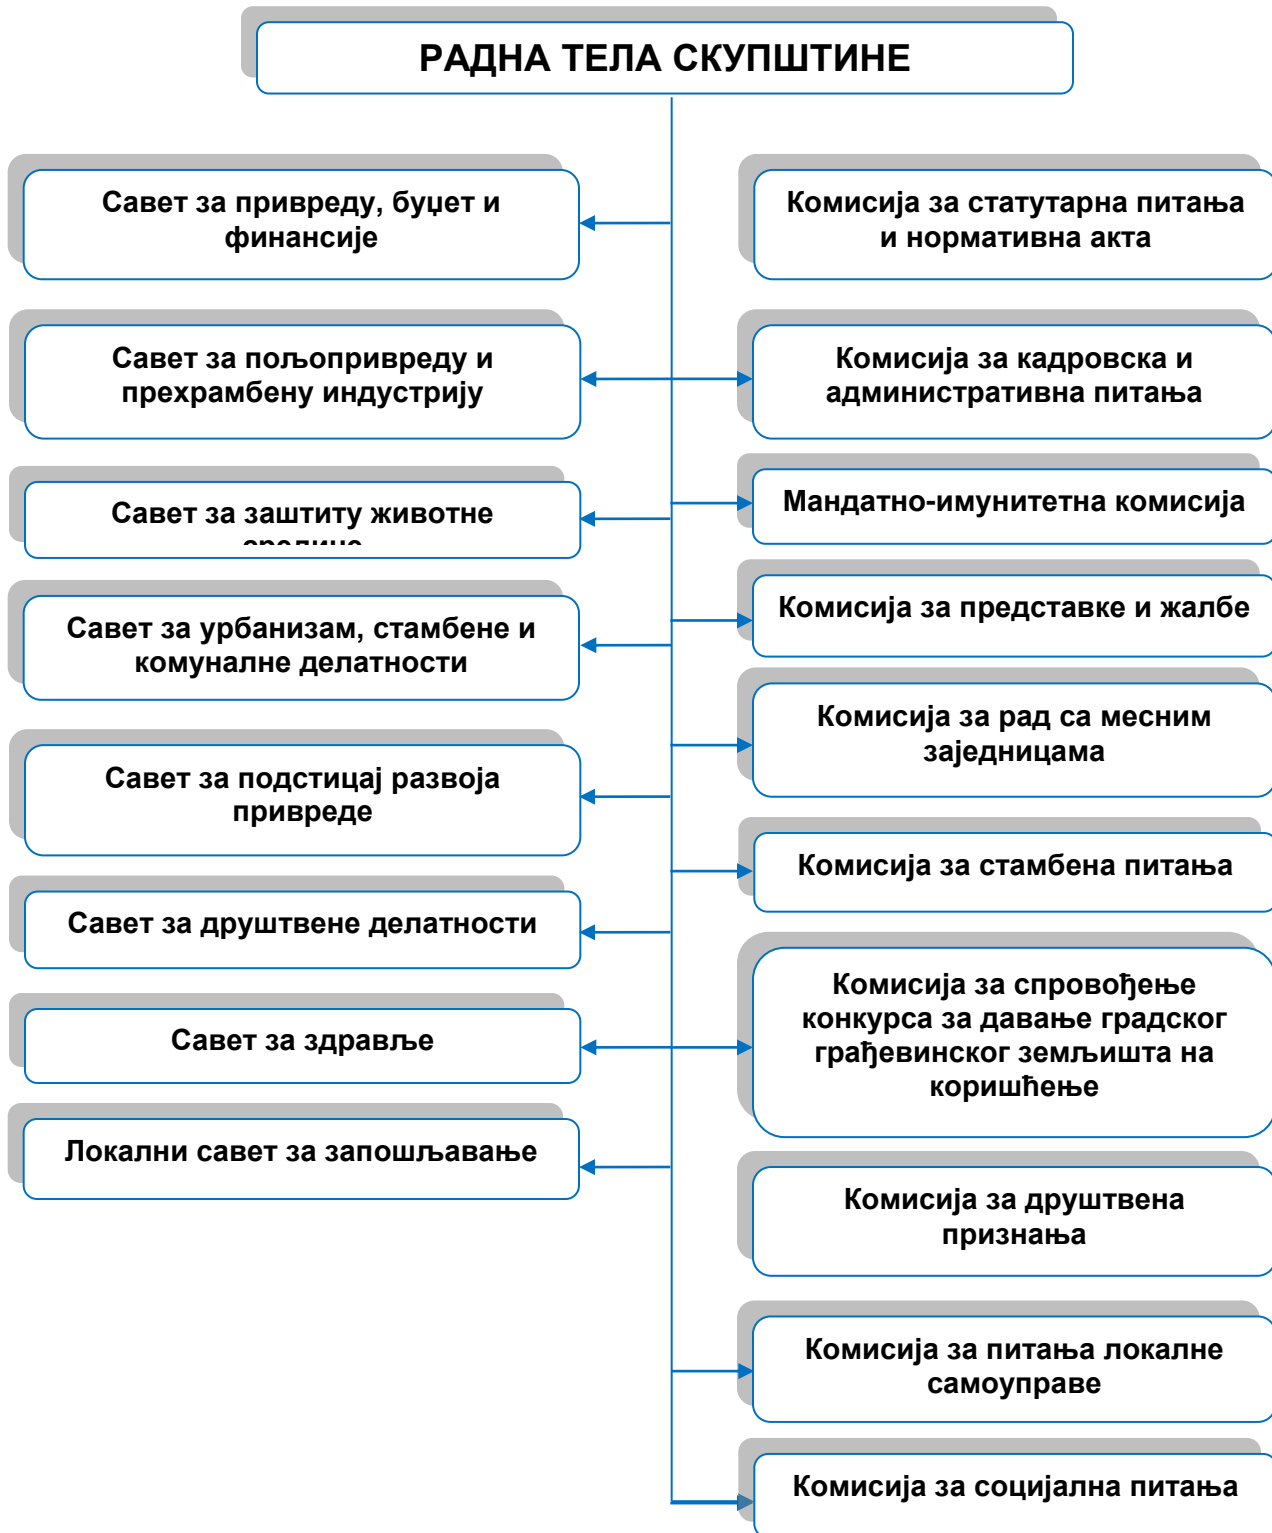 РАДНА ТЕЛА СКУПШТИНЕ
Савет за привреду, буџет и
финансије
Савет за пољопривреду и
прехрамбену индустрију
Савет за заштиту животне
средине
Савет за урбанизам, стамбене и
комуналне делатности
Савет за подстицај развоја
привреде
Савет за друштвене делатности
Савет за здравље
Локални савет за запошљавање
Комисија за статутарна питања
и нормативна акта
Комисија за кадровска и
административна питања
Мандатно-имунитетна комисија
Комисија за представке и жалбе
Комисија за рад са месним
заједницама
Комисија за стамбена питања
Комисија за спровођење
конкурса за давање градског
грађевинског земљишта на
коришћење
Комисија за друштвена
признања
Комисија за питања локалне
самоуправе
Комисија за социјална питања